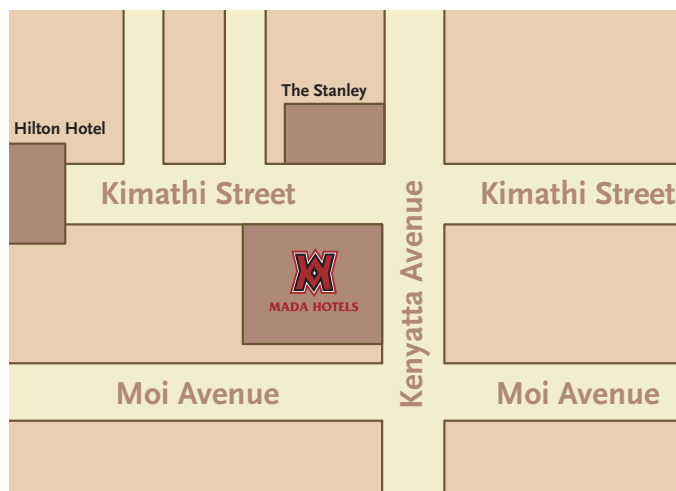 The Stanley
Hilton Hotel
Kimathi Street
Kimathi Street
Kenyatta Avenue
MADA HOTELS
Moi Avenue
Moi Avenue